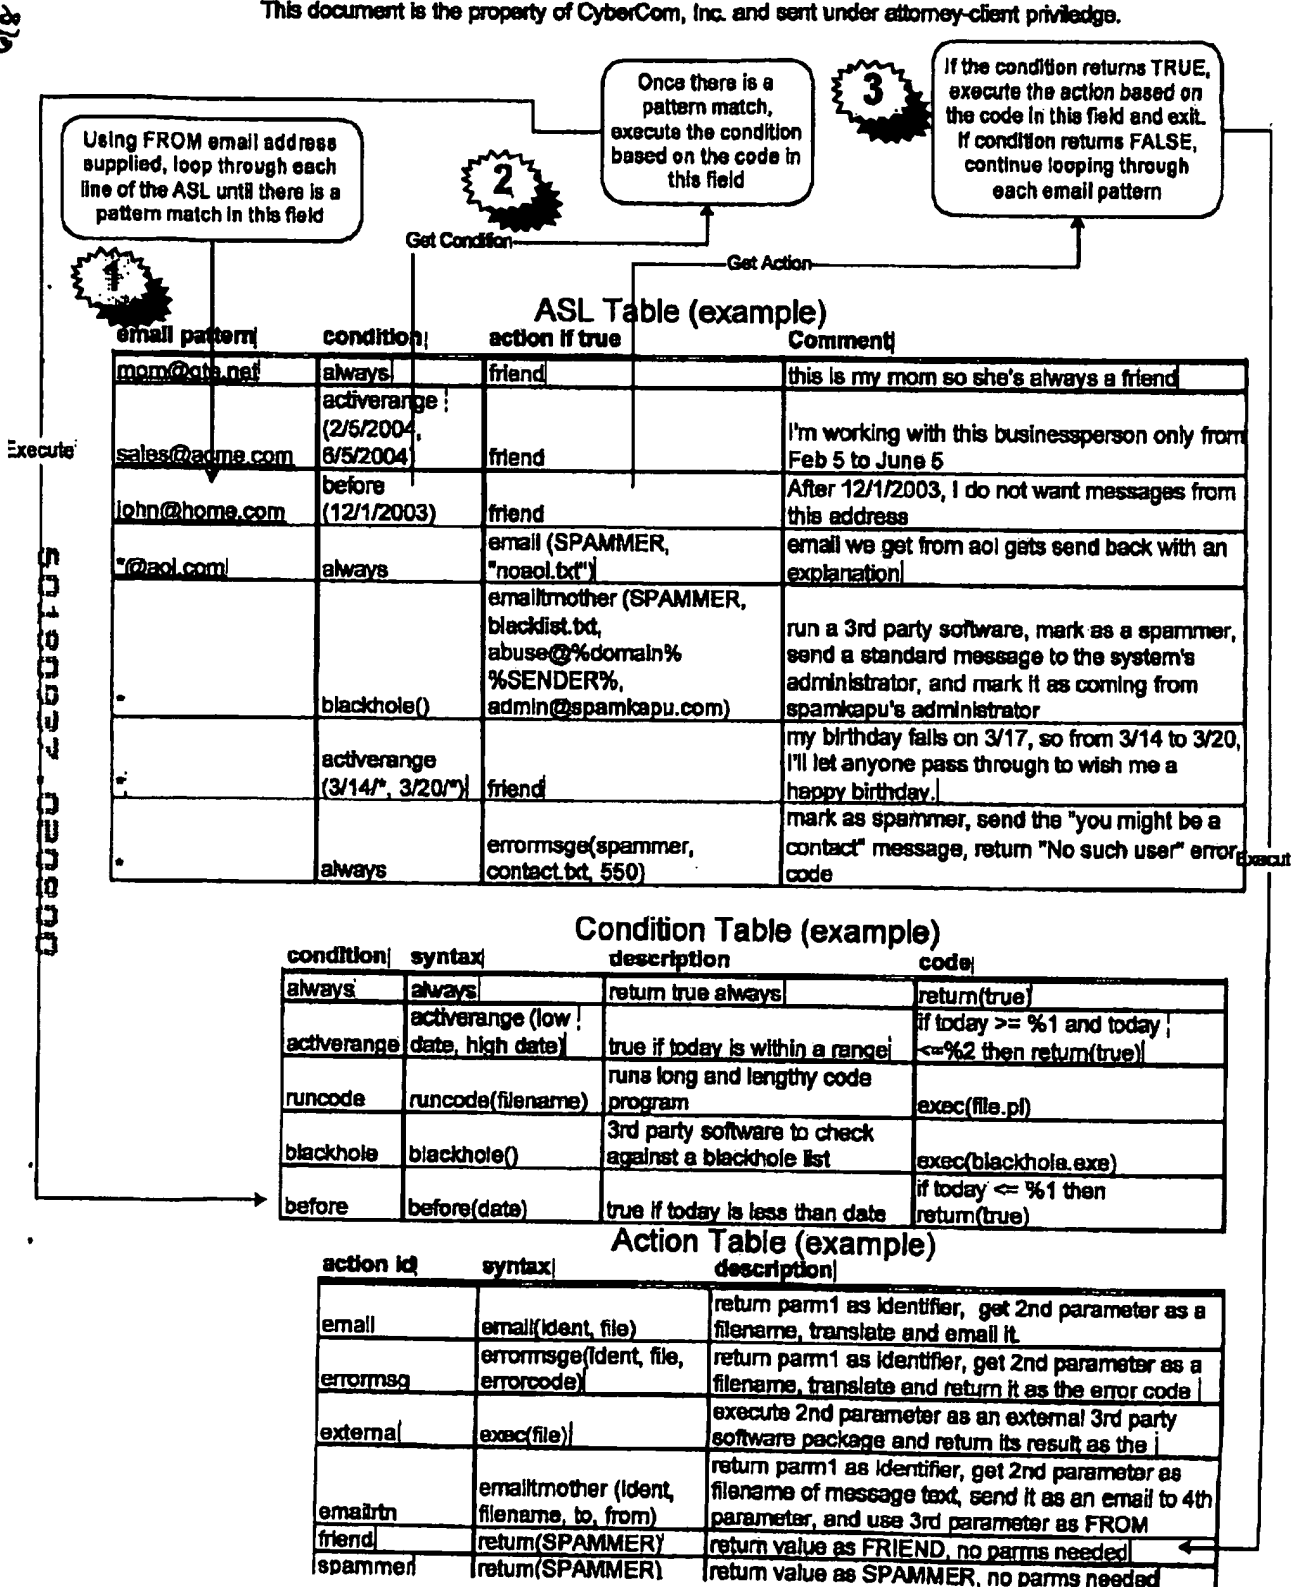 This document is the property of CyberCom, Inc. and sent under attorney-client priviledge.
Using FROM email address
supplied, loop through each
line of the ASL until there is a
pattern match in this field
1
Once there is a
pattern match,
execute the condition
based on the code in
this field
2
If the condition returns TRUE,
execute the action based on
the code in this field and exit.
If condition returns FALSE,
continue looping through
each email pattern
3
Get Condition
Get Action
Execute
Execut
ASL Table (example)
email pattern condition action if true Comment
mom@gte.net always friend this is my mom so she's always a friend
activerange
(2/5/2004, I'm working with this businessperson only from
sales@acme.com 6/5/2004) friend Feb 5 to June 5
before After 12/1/2003, I do not want messages from
john@home.com (12/1/2003) friend this address
email (SPAMMER, email we get from aol gets send back with an
*@aol.com always "noaol.txt") explanation
emailtmother (SPAMMER,
blacklist.txt, run a 3rd party software, mark as a spammer,
abuse@%domain% send a standard message to the system's
%SENDER%, administrator, and mark it as coming from
* blackhole() admin@spamkapu.com) spamkapu's administrator
my birthday falls on 3/17, so from 3/14 to 3/20,
activerange I'll let anyone pass through to wish me a
* (3/14/*, 3/20/*) friend happy birthday.
mark as spammer, send the "you might be a
errormsge(spammer, contact" message, return "No such user" error
* always contact.txt, 550) code
Condition Table (example)
condition syntax description code
always always return true always return(true)
activerange (low if today >= %1 and today
activerange date, high date) true if today is within a range <=%2 then return(true)
runs long and lengthy code
runcode runcode(filename) program exec(file.pl)
3rd party software to check
blackhole blackhole() against a blackhole list exec(blackhole.exe)
if today <= %1 then
before before(date) true if today is less than date return(true)
Action Table (example)
action id syntax description
return parm1 as identifier, get 2nd parameter as a
email email(ident, file) filename, translate and email it.
errormsge(ident, file, return parm1 as identifier, get 2nd parameter as a
errormsg errorcode) filename, translate and return it as the error code
execute 2nd parameter as an external 3rd party
external exec(file) software package and return its result as the
return parm1 as identifier, get 2nd parameter as
emailtmother (ident, filename of message text, send it as an email to 4th
emailrtn filename, to, from) parameter, and use 3rd parameter as FROM
friend return(SPAMMER) return value as FRIEND, no parms needed
spammer return(SPAMMER) return value as SPAMMER, no parms needed